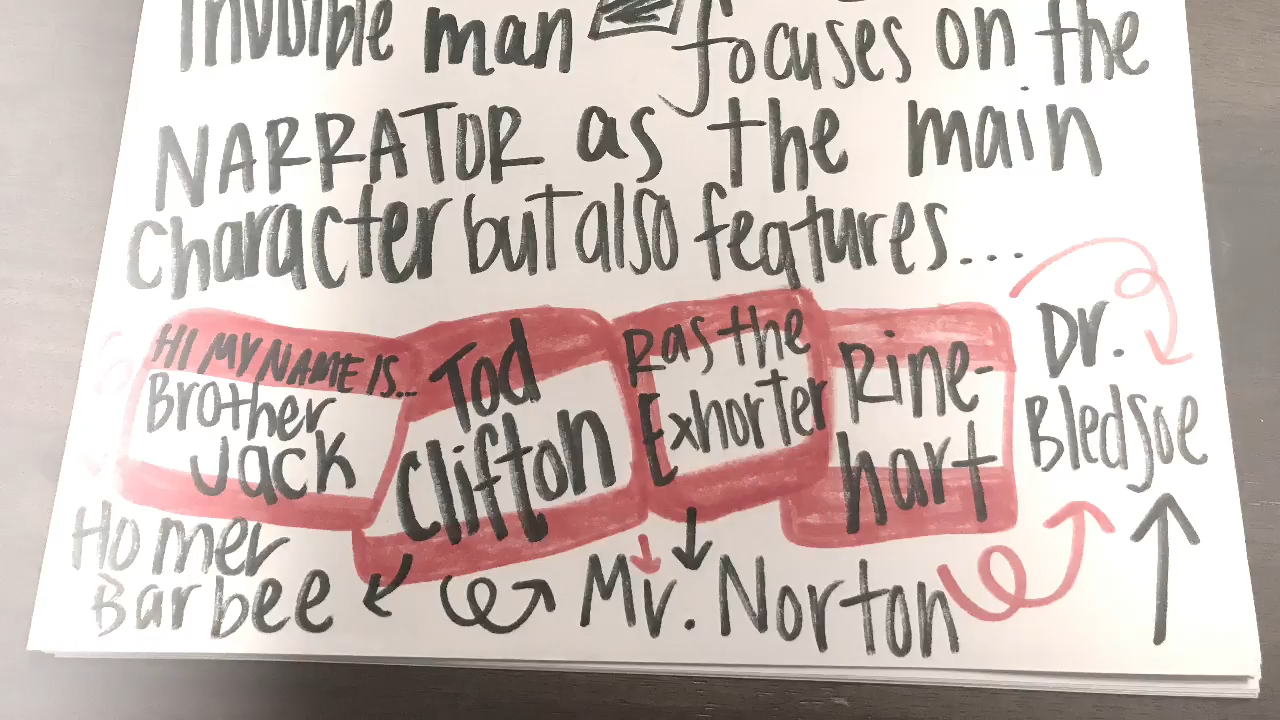 Invisible man focuses on the
NARRATOR as the main
character but also features...
HI MY NAME IS...
Brother
Jack
Tod
Clifton
Ras the
Exhorter
Rine-
hart
Dr.
Bledsoe
Homer
Barbee
Mr. Norton